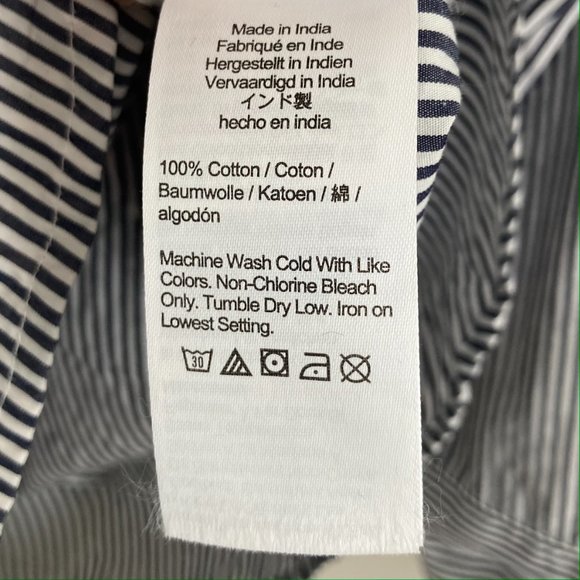 Made in India
Fabriqué en Inde
Hergestellt in Indien
Vervaardigd in India
インド製
hecho en india
100% Cotton / Coton /
Baumwolle / Katoen / 綿 /
algodón
Machine Wash Cold With Like
Colors. Non-Chlorine Bleach
Only. Tumble Dry Low. Iron on
Lowest Setting.
30